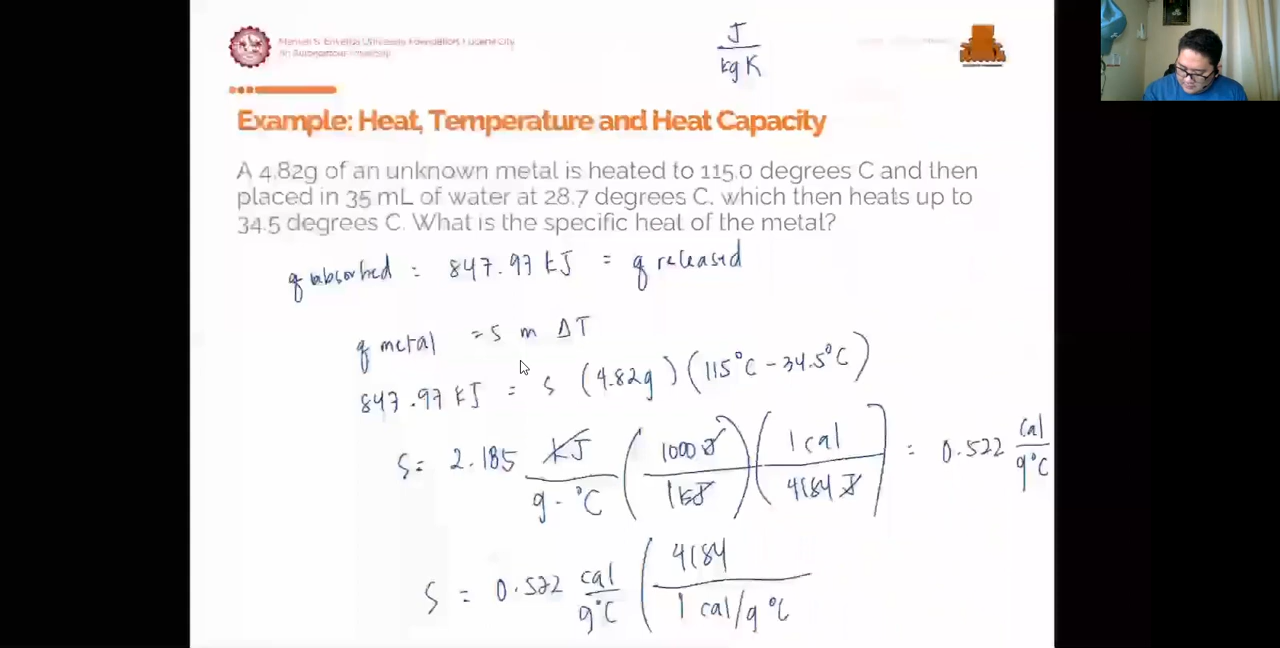 J
kg K
Example: Heat, Temperature and Heat Capacity
A 4.82g of an unknown metal is heated to 115.0 degrees C and then
placed in 35 mL of water at 28.7 degrees C, which then heats up to
34.5 degrees C. What is the specific heat of the metal?
q absorbed = 847.97 kJ = q released
q metal = s m ΔT
847.97 kJ = s (4.82g) (115°C - 34.5°C)
s = 2.185 kJ/g-°C (1000 J/1 kJ) (1 cal/4184 J) = 0.522 cal/g°C
s = 0.522 cal/g°C (4184/1 cal/g °C